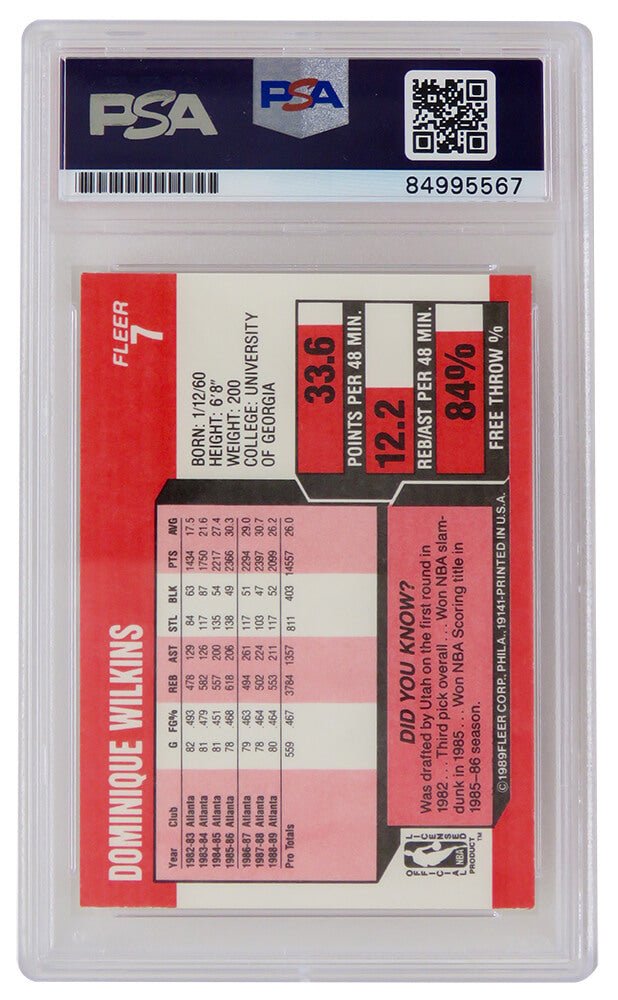 PSA
PSA
84995567
FLEER
7
DOMINIQUE WILKINS
BORN: 1/12/60
HEIGHT: 6'8"
WEIGHT: 200
COLLEGE: UNIVERSITY
OF GEORGIA
Year Club G FG% REB AST STL BLK PTS AVG
1982-83 Atlanta 82 .493 478 129 84 63 1434 17.5
1983-84 Atlanta 81 .479 582 126 117 87 1750 21.6
1984-85 Atlanta 81 .451 557 200 135 54 2217 27.4
1985-86 Atlanta 78 .468 618 206 138 49 2366 30.3
1986-87 Atlanta 79 .463 494 261 117 51 2294 29.0
1987-88 Atlanta 78 .464 502 224 103 47 2397 30.7
1988-89 Atlanta 80 .464 553 211 117 52 2099 26.2
Pro Totals 559 .467 3784 1357 811 403 14557 26.0
33.6
POINTS PER 48 MIN.
12.2
REB/AST PER 48 MIN.
84%
FREE THROW %
DID YOU KNOW?
Was drafted by Utah on the first round in
1982 ... Third pick overall ... Won NBA slam-
dunk in 1985 ... Won NBA Scoring title in
1985–86 season.
OFFICIAL LICENSED
NBA
PRODUCT™
©1989FLEER CORP., PHILA., 19141-PRINTED IN U.S.A.